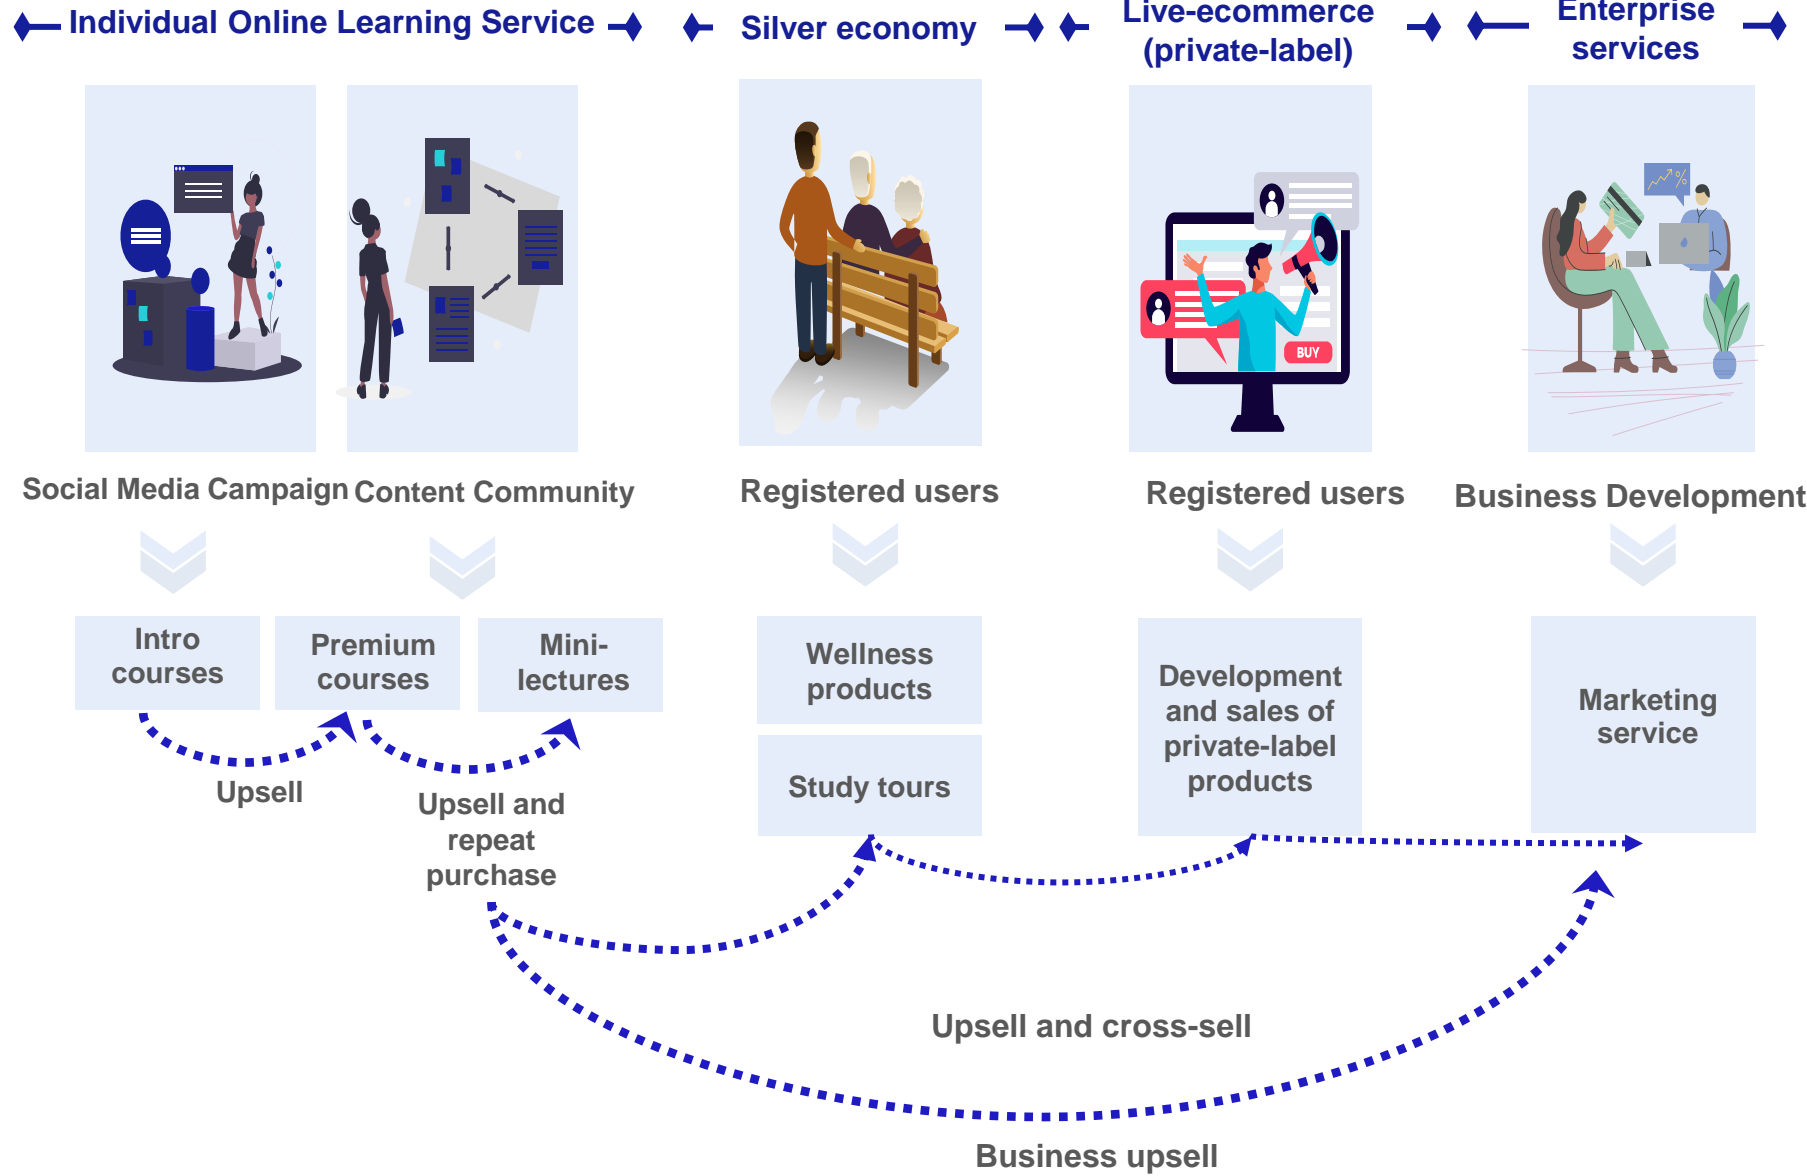 Individual Online Learning Service
Silver economy
Live-ecommerce
(private-label)
Enterprise
services
%
BUY
Social Media Campaign
Content Community
Registered users
Registered users
Business Development
Intro
courses
Premium
courses
Mini-
lectures
Wellness
products
Study tours
Development
and sales of
private-label
products
Marketing
service
Upsell
Upsell and
repeat
purchase
Upsell and cross-sell
Business upsell